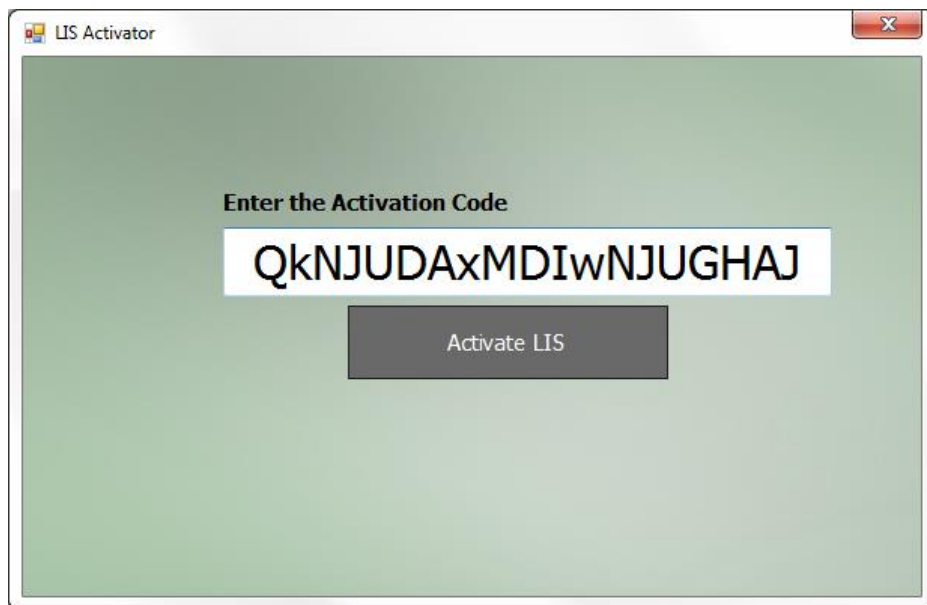 LIS Activator
Enter the Activation Code
QkNJUDAxMDIwNJUGHAJ
Activate LIS